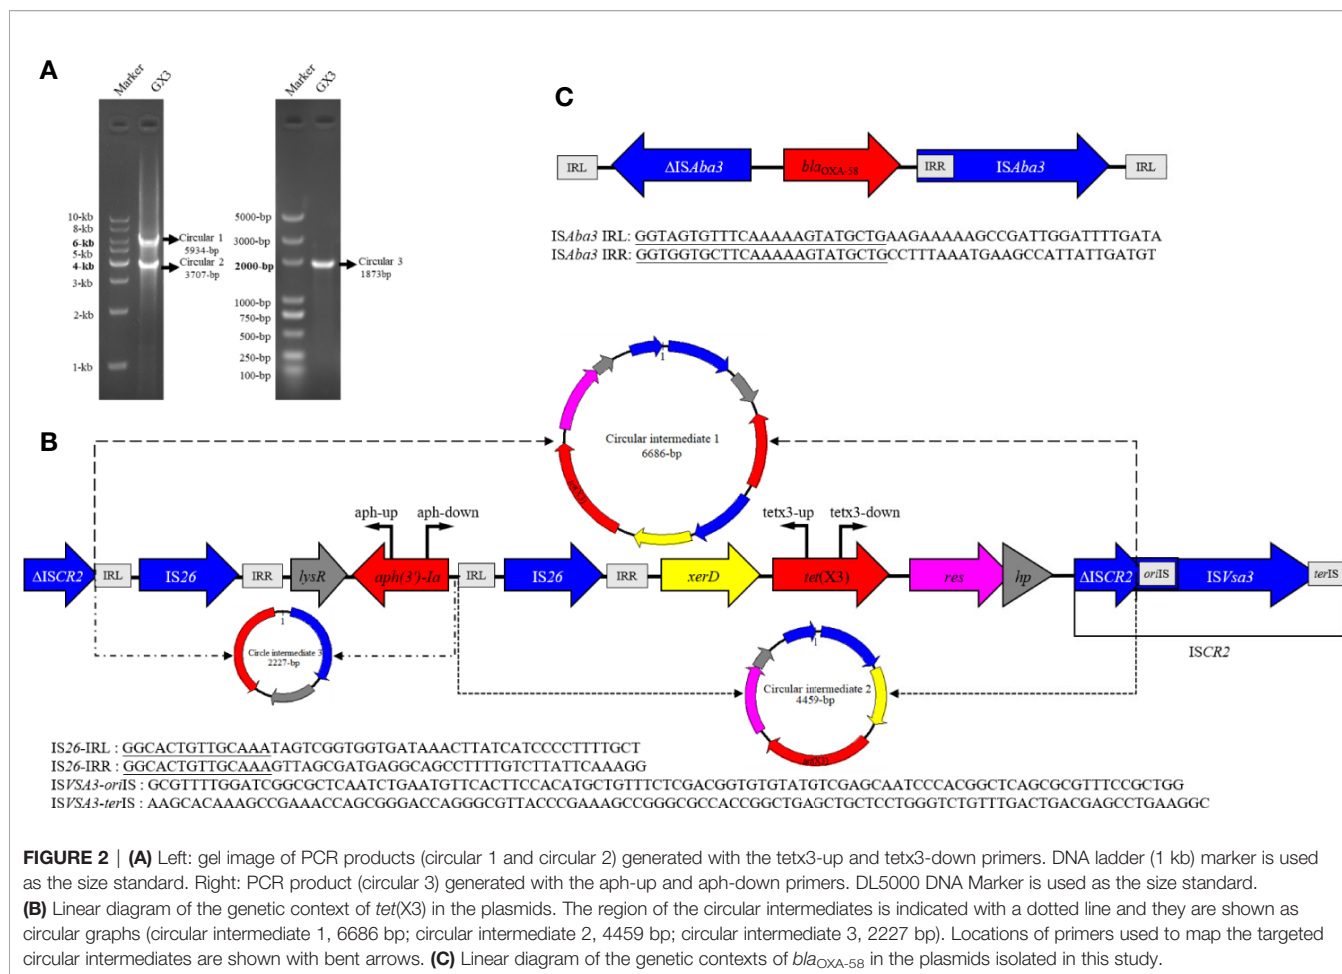 A
Marker
GX3
10-kb
8-kb
6-kb
5-kb
4-kb
3-kb
2-kb
1-kb
Circular 1
5934-bp
Circular 2
3707-bp
Marker
GX3
5000-bp
3000-bp
2000-bp
1000-bp
750-bp
500-bp
250-bp
100-bp
Circular 3
1873-bp
C
IRL
ΔISAba3
blaOXA-58
IRR
ISAba3
IRL
ISAba3 IRL: GGTAGTGTTTCAAAAAGTATGCTGAAGAAAAAGCCGATTGGATTTTGATA
ISAba3 IRR: GGTGGTGCTTCAAAAAGTATGCTGCCTTTAAATGAAGCCATTATTGATGT
B
1
Circular intermediate 1
6686-bp
tet(X3)
aph-up
aph-down
tetx3-up
tetx3-down
ΔISCR2
IRL
IS26
IRR
lysR
aph(3')-Ia
IRL
IS26
IRR
xerD
tet(X3)
res
hp
ΔISCR2
oriIS
ISVsa3
terIS
ISCR2
1
Circle intermediate 3
2227-bp
1
Circular intermediate 2
4459-bp
tet(X3)
IS26-IRL : GGCACTGTTGCAAATAGTCGGTGGTGATAAACTTATCATCCCCTTTTGCT
IS26-IRR : GGCACTGTTGCAAAGTTAGCGATGAGGCAGCCTTTTGTCTTATTCAAAGG
ISVSA3-oriIS : GCGTTTTGGATCGGCGCTCAATCTGAATGTTCACTTCCACATGCTGTTTCTCGACGGTGTGTATGTCGAGCAATCCCACGGCTCAGCGCGTTTCCGCTGG
ISVSA3-terIS : AAGCACAAAGCCGAAACCAGCGGGACCAGGGCGTTACCCGAAAGCCGGGCGCCACCGGCTGAGCTGCTCCTGGGTCTGTTTGACTGACGAGCCTGAAGGC
FIGURE 2 | (A) Left: gel image of PCR products (circular 1 and circular 2) generated with the tetx3-up and tetx3-down primers. DNA ladder (1 kb) marker is used
as the size standard. Right: PCR product (circular 3) generated with the aph-up and aph-down primers. DL5000 DNA Marker is used as the size standard.
(B) Linear diagram of the genetic context of tet(X3) in the plasmids. The region of the circular intermediates is indicated with a dotted line and they are shown as
circular graphs (circular intermediate 1, 6686 bp; circular intermediate 2, 4459 bp; circular intermediate 3, 2227 bp). Locations of primers used to map the targeted
circular intermediates are shown with bent arrows. (C) Linear diagram of the genetic contexts of blaOXA-58 in the plasmids isolated in this study.